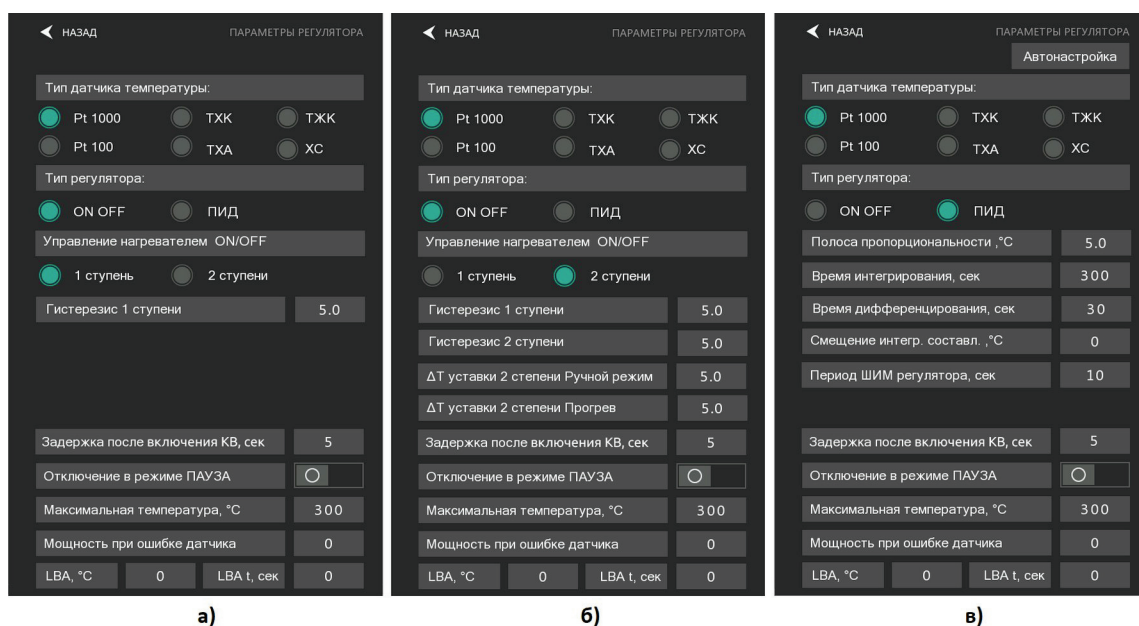 НАЗАД ПАРАМЕТРЫ РЕГУЛЯТОРА
Тип датчика температуры:
Pt 1000 ТХК ТЖК
Pt 100 ТХА ХС
Тип регулятора:
ON OFF ПИД
Управление нагревателем ON/OFF
1 ступень 2 ступени
Гистерезис 1 ступени 5.0
Задержка после включения КВ, сек 5
Отключение в режиме ПАУЗА
Максимальная температура, °С 300
Мощность при ошибке датчика 0
LBA, °С 0 LBA t, сек 0
а)
НАЗАД ПАРАМЕТРЫ РЕГУЛЯТОРА
Тип датчика температуры:
Pt 1000 ТХК ТЖК
Pt 100 ТХА ХС
Тип регулятора:
ON OFF ПИД
Управление нагревателем ON/OFF
1 ступень 2 ступени
Гистерезис 1 ступени 5.0
Гистерезис 2 ступени 5.0
ΔТ уставки 2 степени Ручной режим 5.0
ΔТ уставки 2 степени Прогрев 5.0
Задержка после включения КВ, сек 5
Отключение в режиме ПАУЗА
Максимальная температура, °С 300
Мощность при ошибке датчика 0
LBA, °С 0 LBA t, сек 0
б)
НАЗАД ПАРАМЕТРЫ РЕГУЛЯТОРА
Автонастройка
Тип датчика температуры:
Pt 1000 ТХК ТЖК
Pt 100 ТХА ХС
Тип регулятора:
ON OFF ПИД
Полоса пропорциональности ,°С 5.0
Время интегрирования, сек 300
Время дифференцирования, сек 30
Смещение интегр. составл. ,°С 0
Период ШИМ регулятора, сек 10
Задержка после включения КВ, сек 5
Отключение в режиме ПАУЗА
Максимальная температура, °С 300
Мощность при ошибке датчика 0
LBA, °С 0 LBA t, сек 0
в)